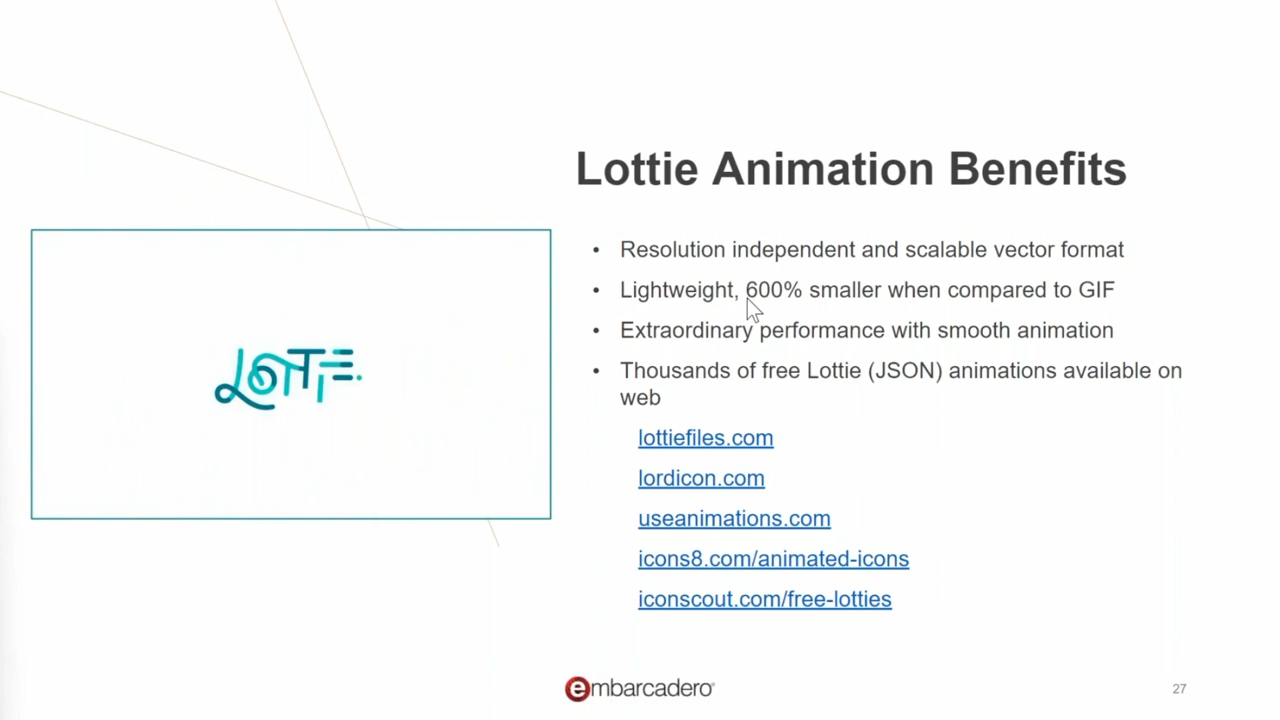 Lottie Animation Benefits
LOTTIE
• Resolution independent and scalable vector format
• Lightweight, 600% smaller when compared to GIF
• Extraordinary performance with smooth animation
• Thousands of free Lottie (JSON) animations available on
web
lottiefiles.com
lordicon.com
useanimations.com
icons8.com/animated-icons
iconscout.com/free-lotties
embarcadero®
27